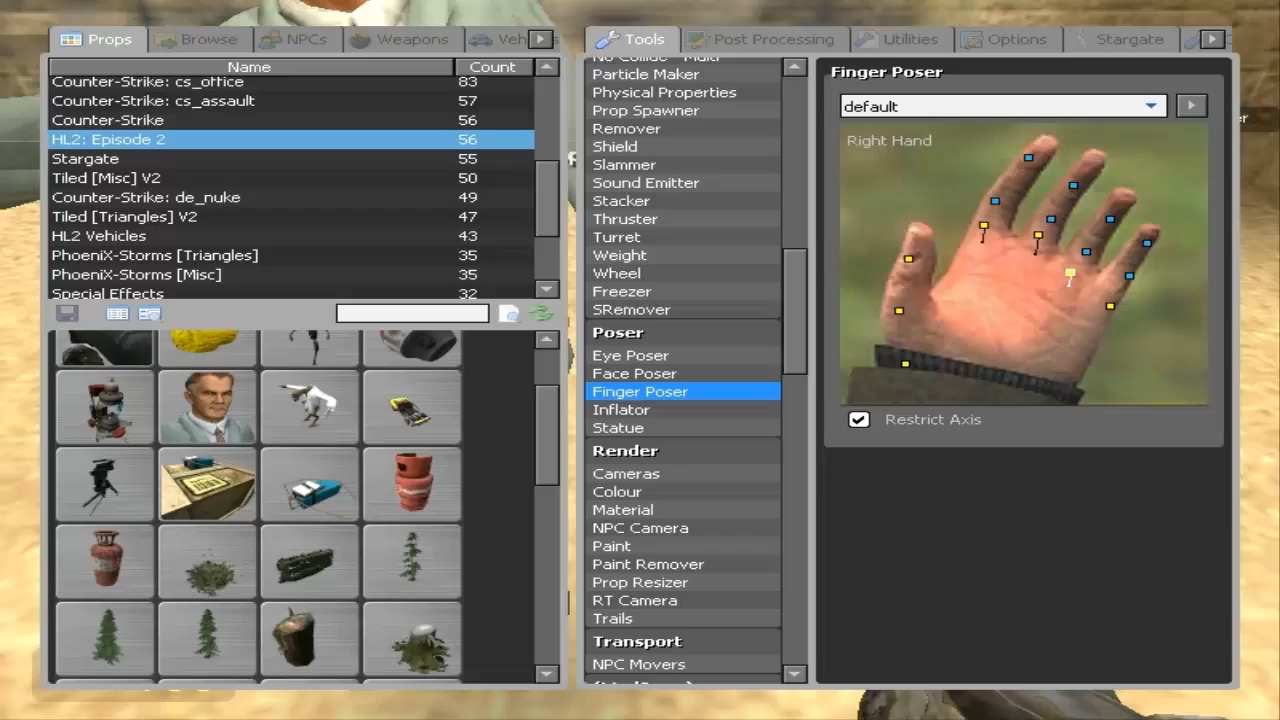 Props
Browse
NPCs
Weapons
Name
Count
Counter-Strike: cs_office 83
Counter-Strike: cs_assault 57
Counter-Strike 56
HL2: Episode 2 56
Stargate 55
Tiled [Misc] V2 50
Counter-Strike: de_nuke 49
Tiled [Triangles] V2 47
HL2 Vehicles 43
PhoeniX-Storms [Triangles] 35
PhoeniX-Storms [Misc] 35
Special Effects 32
Tools
Post Processing
Utilities
Options
Stargate
No Collide - Multi
Particle Maker
Physical Properties
Prop Spawner
Remover
Shield
Slammer
Sound Emitter
Stacker
Thruster
Turret
Weight
Wheel
Freezer
SRemover
Poser
Eye Poser
Face Poser
Finger Poser
Inflator
Statue
Render
Cameras
Colour
Material
NPC Camera
Paint
Paint Remover
Prop Resizer
RT Camera
Trails
Transport
NPC Movers
Finger Poser
default
Right Hand
Restrict Axis